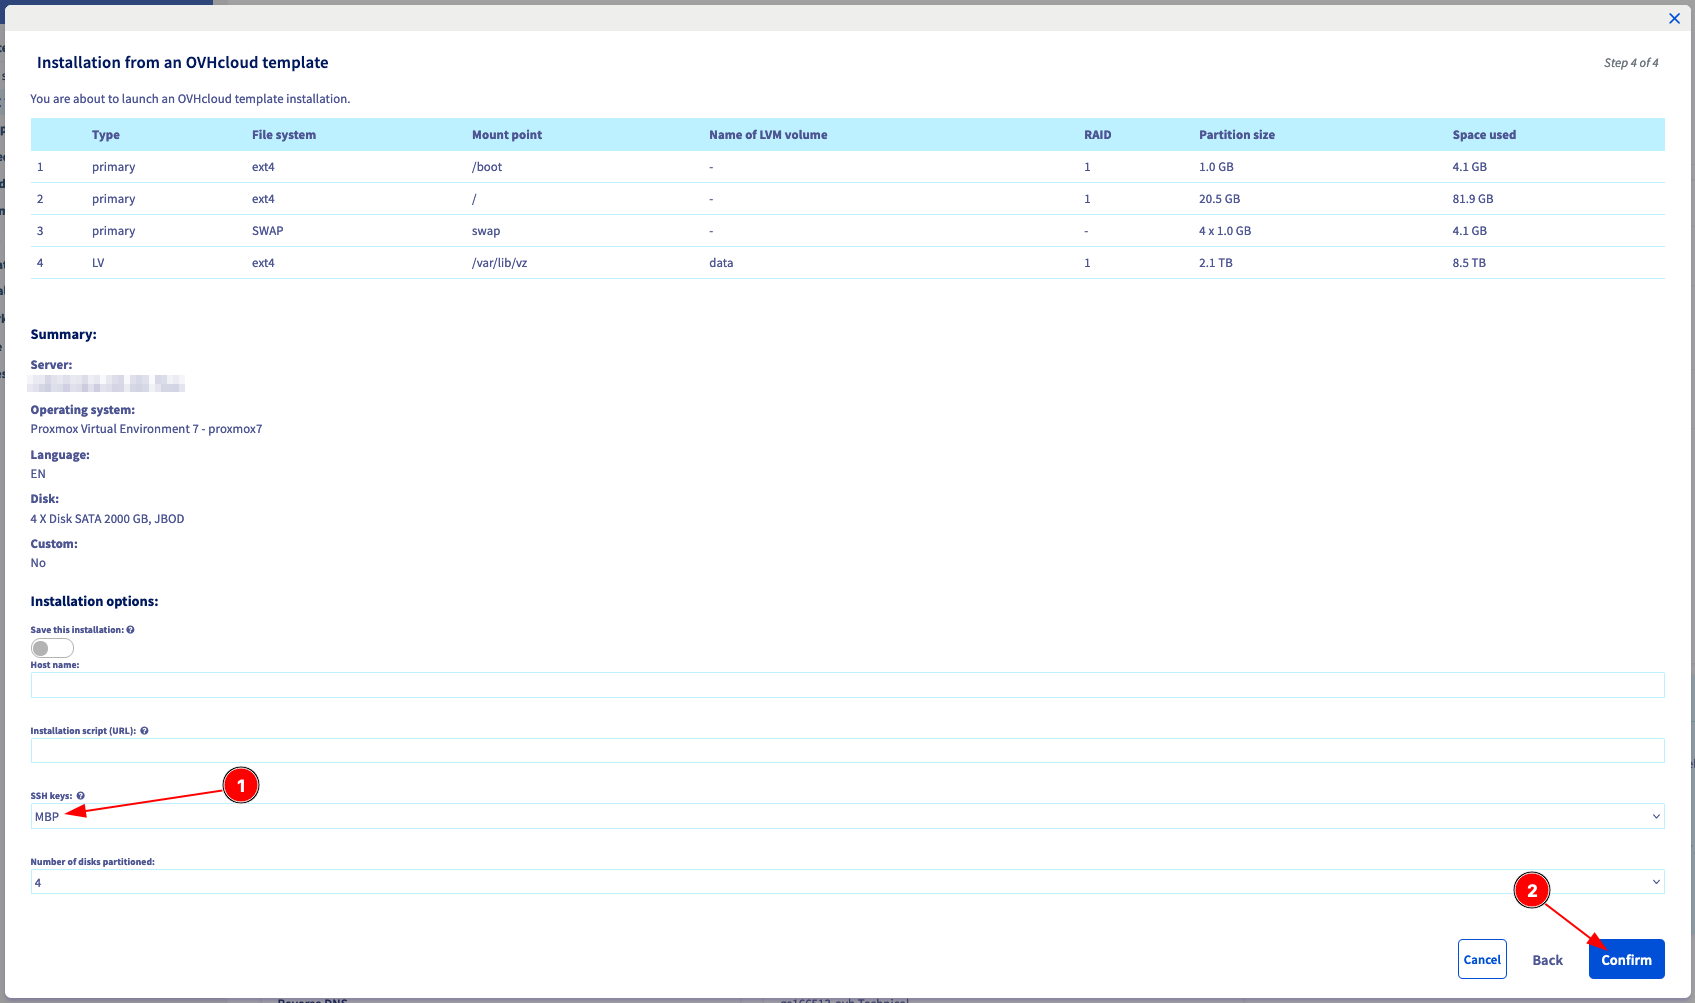 Installation from an OVHcloud template
Step 4 of 4
You are about to launch an OVHcloud template installation.
Type File system Mount point Name of LVM volume RAID Partition size Space used
1 primary ext4 /boot - 1 1.0 GB 4.1 GB
2 primary ext4 / - 1 20.5 GB 81.9 GB
3 primary SWAP swap - - 4 x 1.0 GB 4.1 GB
4 LV ext4 /var/lib/vz data 1 2.1 TB 8.5 TB
Summary:
Server:
Operating system:
Proxmox Virtual Environment 7 - proxmox7
Language:
EN
Disk:
4 X Disk SATA 2000 GB, JBOD
Custom:
No
Installation options:
Save this installation:
Host name:
Installation script (URL):
1
SSH keys:
MBP
Number of disks partitioned:
4
2
Cancel Back Confirm